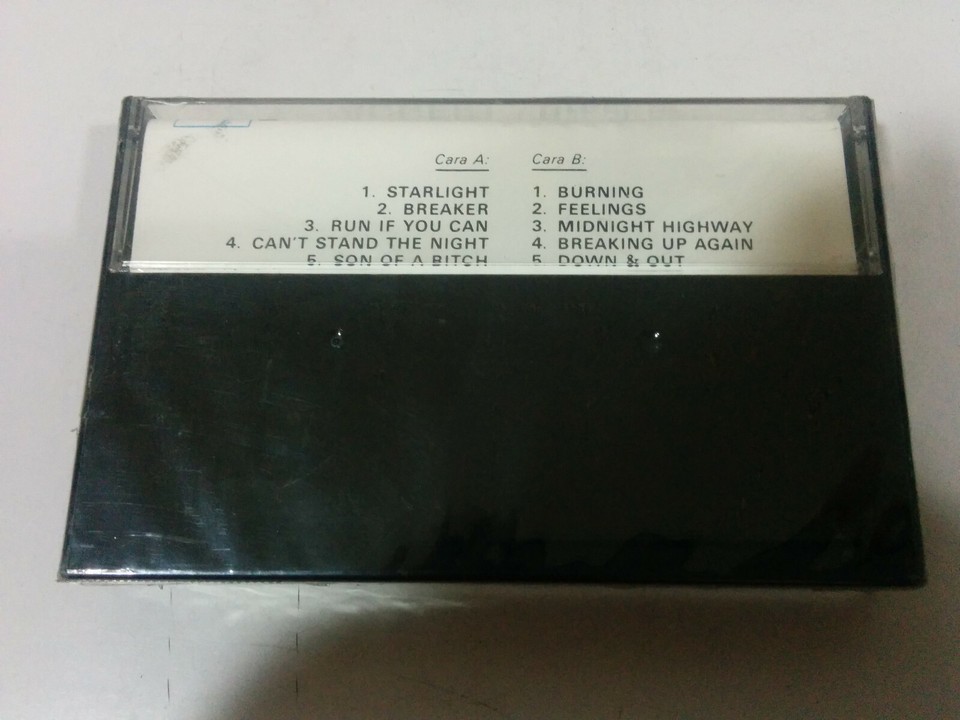 Cara A:
1. STARLIGHT
2. BREAKER
3. RUN IF YOU CAN
4. CAN'T STAND THE NIGHT
5. SON OF A BITCH
Cara B:
1. BURNING
2. FEELINGS
3. MIDNIGHT HIGHWAY
4. BREAKING UP AGAIN
5. DOWN & OUT